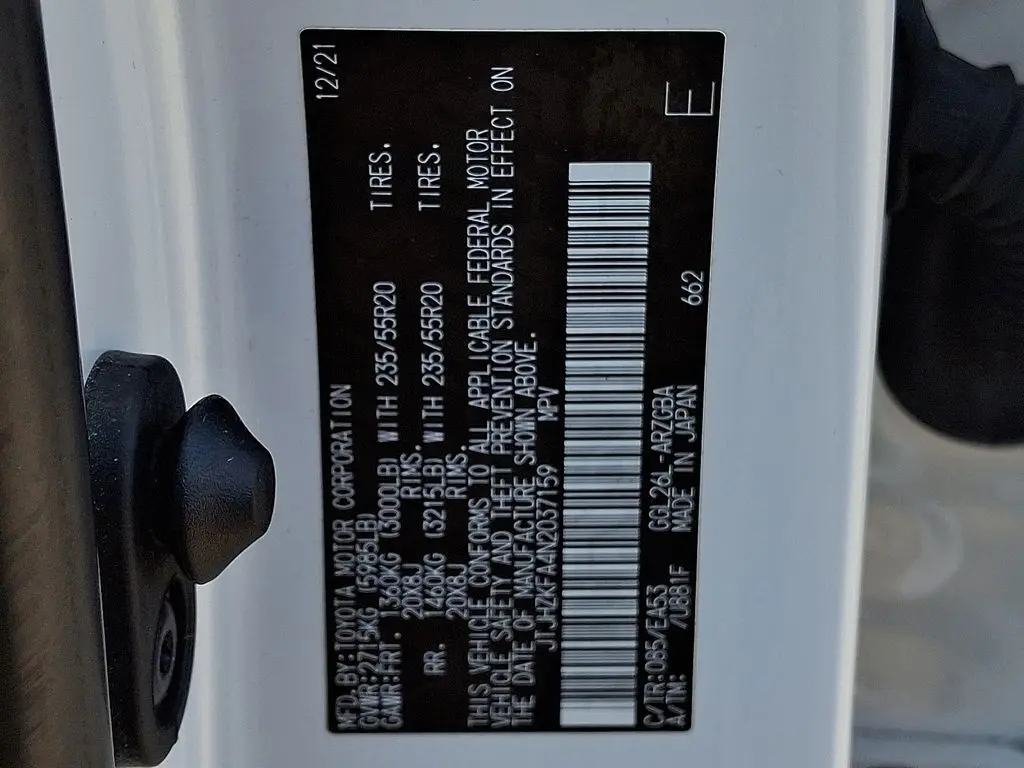 MFD.BY:TOYOTA MOTOR CORPORATION 12/21
GVWR:2715KG (5985LB)
GAWR:FRT. 1360KG (3000LB) WITH 235/55R20 TIRES.
20X8J RIMS.
RR. 1460KG (3215LB) WITH 235/55R20 TIRES.
20X8J RIMS.
THIS VEHICLE CONFORMS TO ALL APPLICABLE FEDERAL MOTOR
VEHICLE SAFETY AND THEFT PREVENTION STANDARDS IN EFFECT ON
THE DATE OF MANUFACTURE SHOWN ABOVE.
JTJHZKFA4N2037159 MPV
C/TR:085/EA53 GGL26L-ARZGBA
A/TM: /UB81F MADE IN JAPAN 662
E